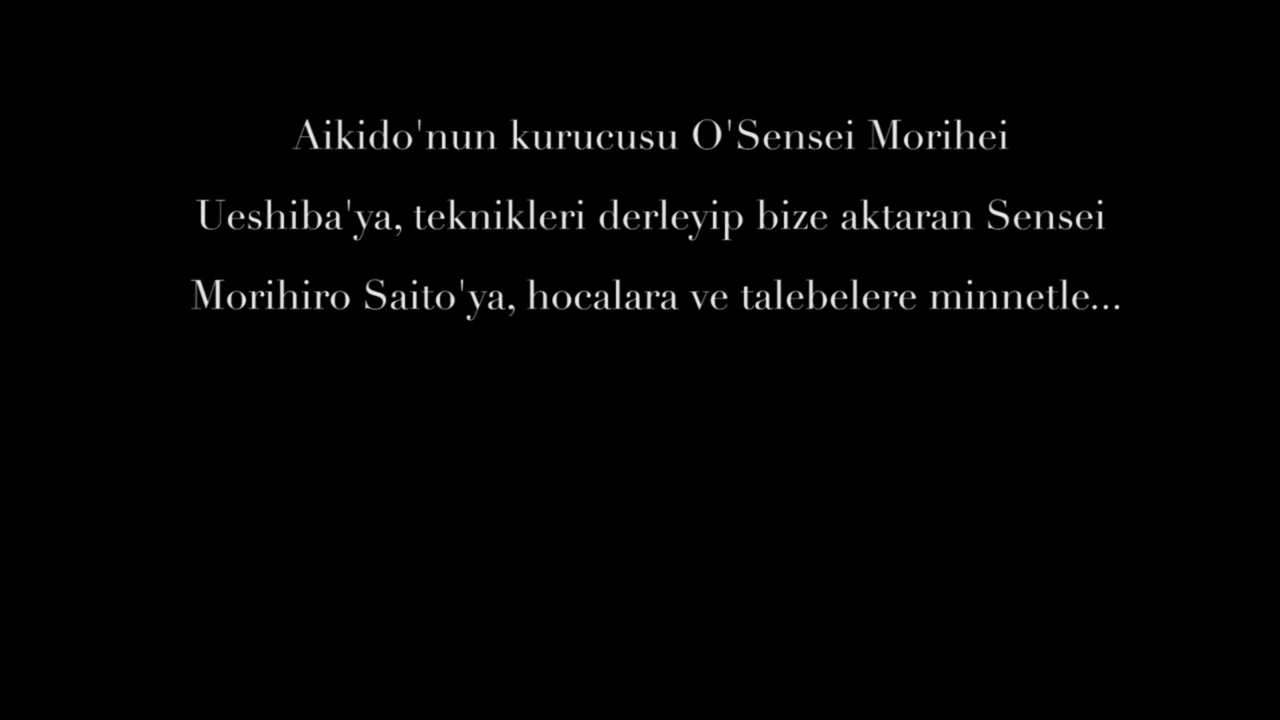 Aikido'nun kurucusu O'Sensei Morihei
Ueshiba'ya, teknikleri derleyip bize aktaran Sensei
Morihiro Saito'ya, hocalara ve talebelere minnetle...